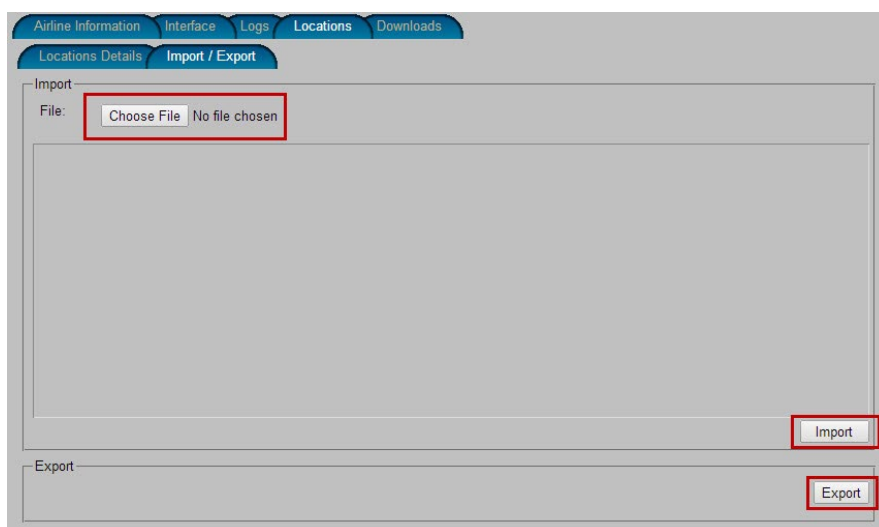 Airline Information Interface Logs Locations Downloads
Locations Details Import / Export
Import
File: Choose File No file chosen
Import
Export
Export